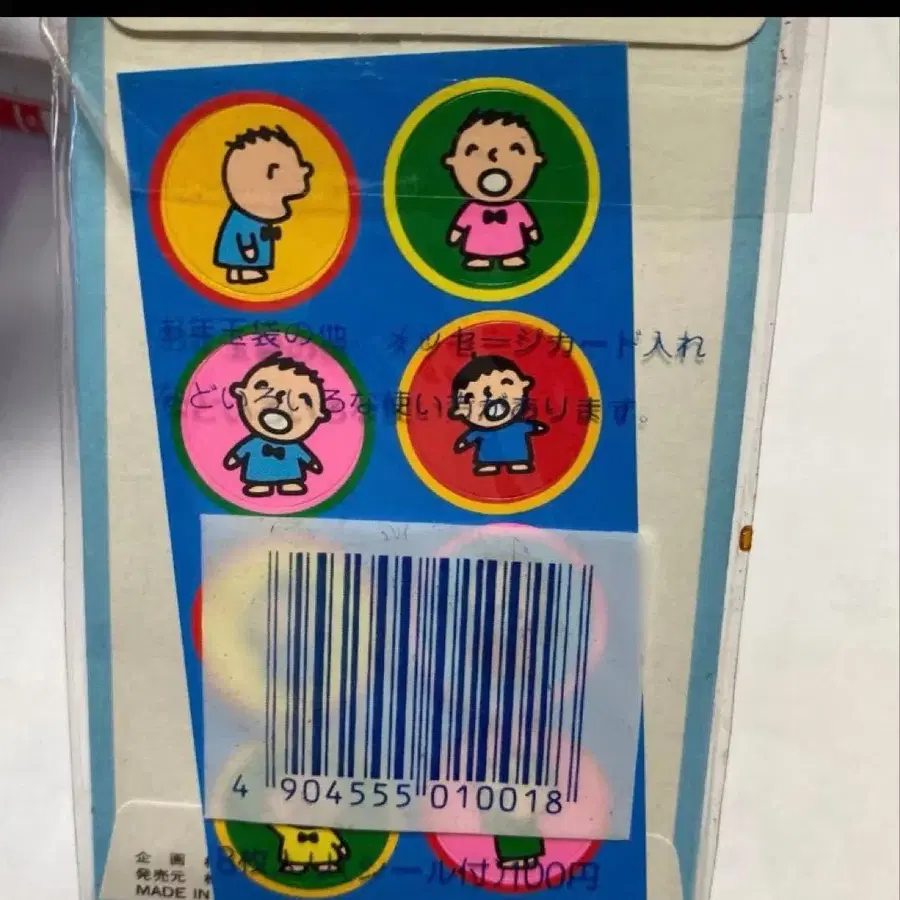 お年玉袋の他 メッセージカード入れ
などいろいろな使い方があります。
4 904555 010018
企画
発売元
MADE IN
8枚入り シール付 100円